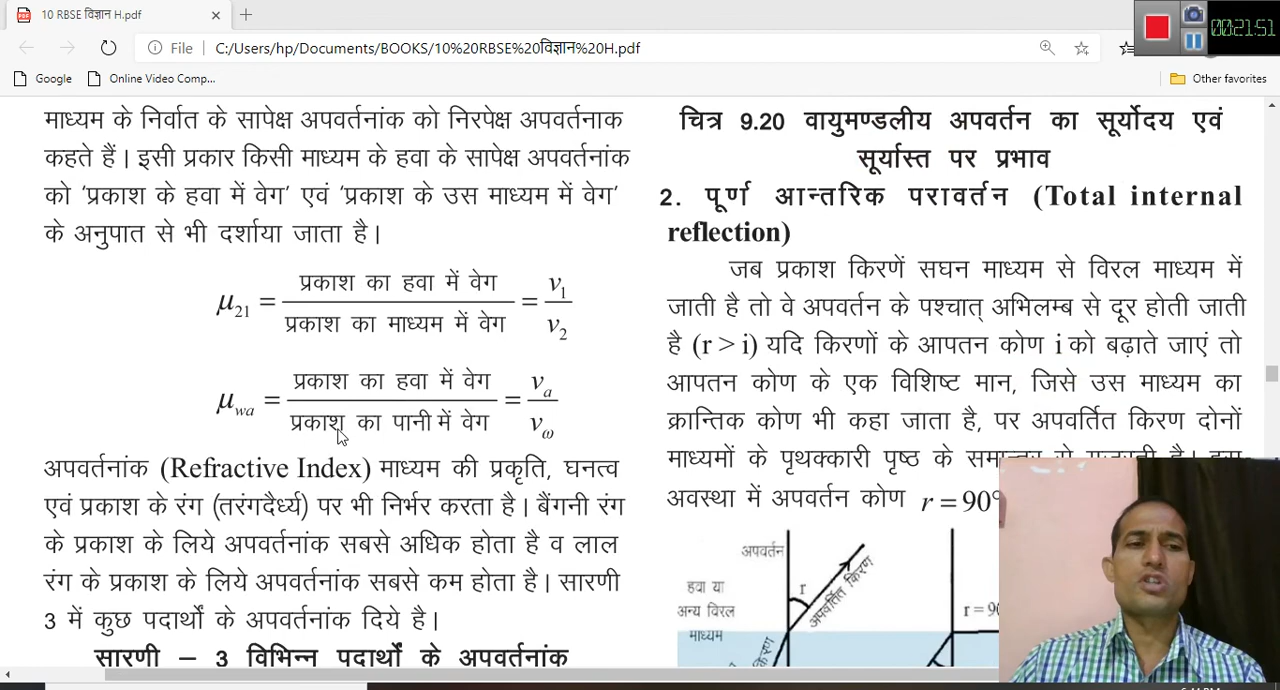 10 RBSE विज्ञान H.pdf
00:21:51
File
C:/Users/hp/Documents/BOOKS/10%20RBSE%20विज्ञान%20H.pdf
Google
Online Video Comp...
Other favorites
माध्यम के निर्वात के सापेक्ष अपवर्तनांक को निरपेक्ष अपवर्तनाक
कहते हैं। इसी प्रकार किसी माध्यम के हवा के सापेक्ष अपवर्तनांक
को 'प्रकाश के हवा में वेग' एवं 'प्रकाश के उस माध्यम में वेग'
के अनुपात से भी दर्शाया जाता है।
μ21 = प्रकाश का हवा में वेग / प्रकाश का माध्यम में वेग = v1 / v2
μwa = प्रकाश का हवा में वेग / प्रकाश का पानी में वेग = va / vω
अपवर्तनांक (Refractive Index) माध्यम की प्रकृति, घनत्व
एवं प्रकाश के रंग (तरंगदैर्ध्य) पर भी निर्भर करता है। बैंगनी रंग
के प्रकाश के लिये अपवर्तनांक सबसे अधिक होता है व लाल
रंग के प्रकाश के लिये अपवर्तनांक सबसे कम होता है। सारणी
3 में कुछ पदार्थों के अपवर्तनांक दिये है।
सारणी – 3 विभिन्न पदार्थों के अपवर्तनांक
चित्र 9.20 वायुमण्डलीय अपवर्तन का सूर्योदय एवं
सूर्यास्त पर प्रभाव
2. पूर्ण आन्तरिक परावर्तन (Total internal
reflection)
जब प्रकाश किरणें सघन माध्यम से विरल माध्यम में
जाती है तो वे अपवर्तन के पश्चात् अभिलम्ब से दूर होती जाती
है (r > i) यदि किरणों के आपतन कोण i को बढ़ाते जाएं तो
आपतन कोण के एक विशिष्ट मान, जिसे उस माध्यम का
क्रान्तिक कोण भी कहा जाता है, पर अपवर्तित किरण दोनों
माध्यमों के पृथक्कारी पृष्ठ के
अवस्था में अपवर्तन कोण r = 90°
अपवर्तन
हवा या
अन्य विरल
माध्यम
r
अपवर्तित किरण
r = 90
किरण